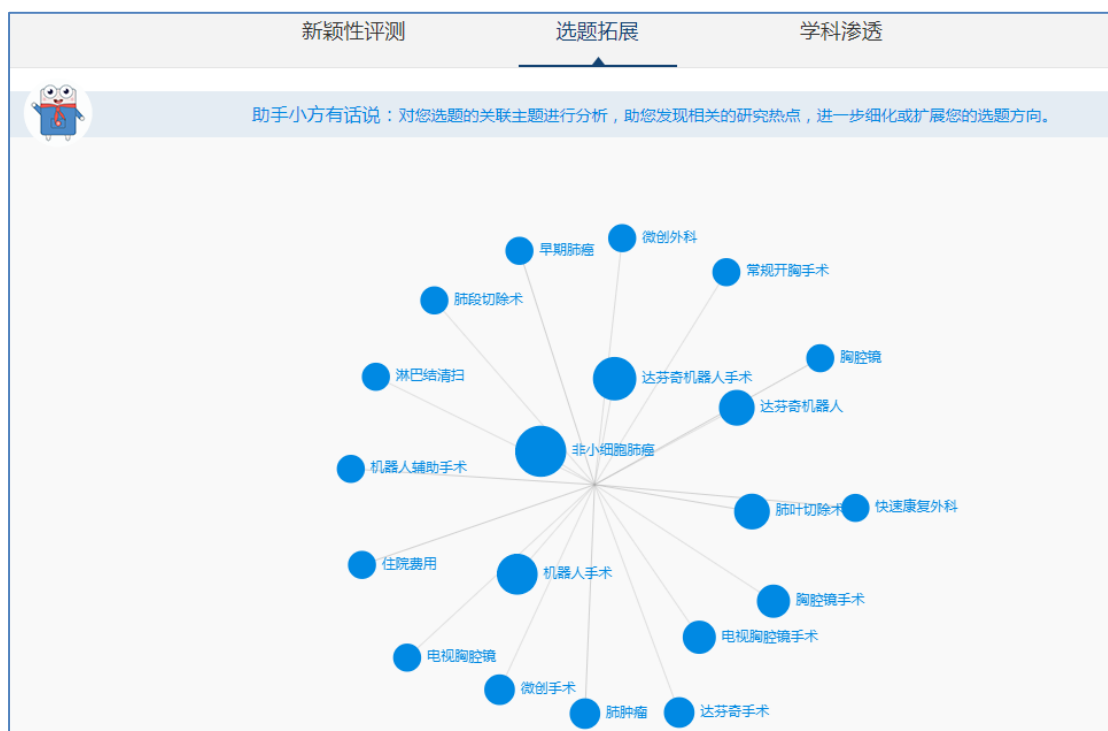 新颖性评测
选题拓展
学科渗透
助手小方有话说：对您选题的关联主题进行分析，助您发现相关的研究热点，进一步细化或扩展您的选题方向。
微创外科
早期肺癌
常规开胸手术
肺段切除术
胸腔镜
淋巴结清扫
达芬奇机器人手术
达芬奇机器人
非小细胞肺癌
机器人辅助手术
肺叶切除术
快速康复外科
住院费用
机器人手术
胸腔镜手术
电视胸腔镜手术
电视胸腔镜
微创手术
肺肿瘤
达芬奇手术